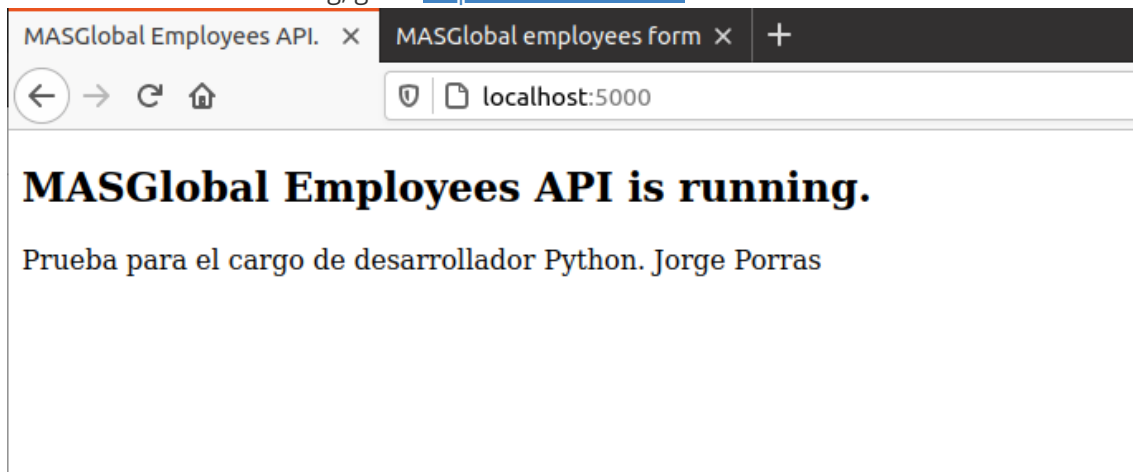 MASGlobal Employees API. ×
MASGlobal employees form ×
localhost:5000
MASGlobal Employees API is running.
Prueba para el cargo de desarrollador Python. Jorge Porras